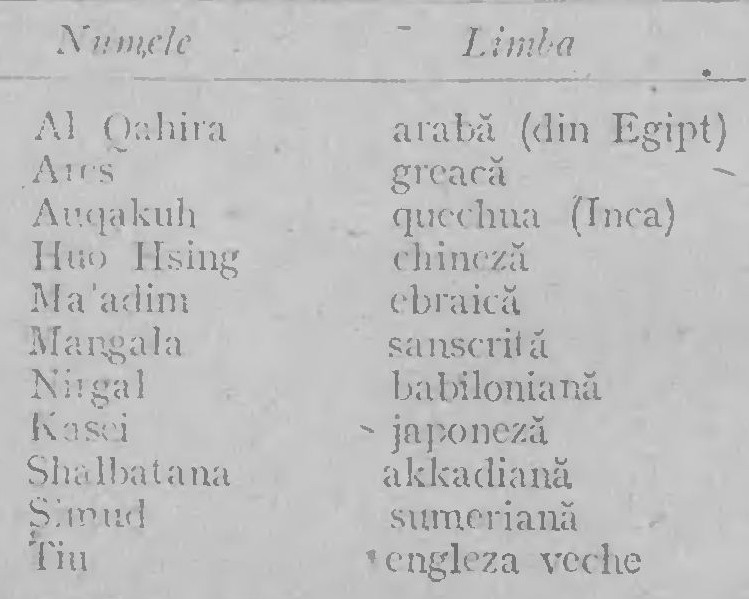 Numele Limba
Al Qahira arabă (din Egipt)
Ares greacă
Auqakuh quechua (Inca)
Huo Hsing chineză
Ma'adim ebraică
Mangala sanscrită
Nirgal babiloniană
Kasei japoneză
Shalbatana akkadiană
Simud sumeriană
Tiu engleza veche